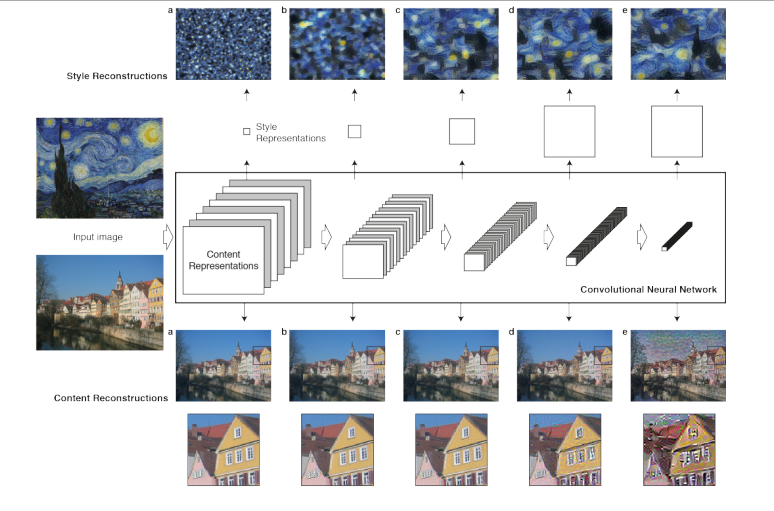 a b c d e
Style Reconstructions
Style
Representations
Input image
Content
Representations
Convolutional Neural Network
a b c d e
Content Reconstructions